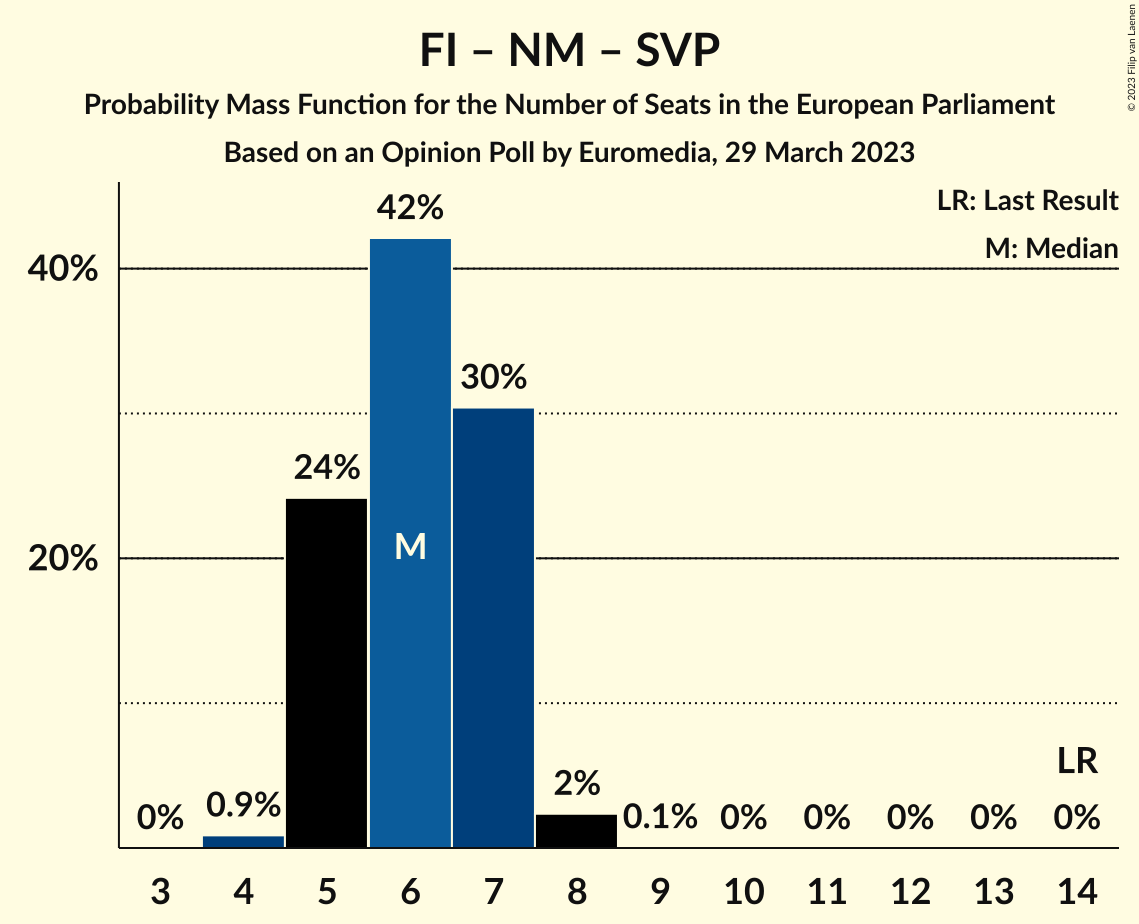 FI – NM – SVP
Probability Mass Function for the Number of Seats in the European Parliament
Based on an Opinion Poll by Euromedia, 29 March 2023
© 2023 Filip van Laenen
LR: Last Result
M: Median
40%
20%
0%
0.9%
24%
42%
M
30%
2%
0.1%
0%
0%
0%
0%
LR
0%
3 4 5 6 7 8 9 10 11 12 13 14